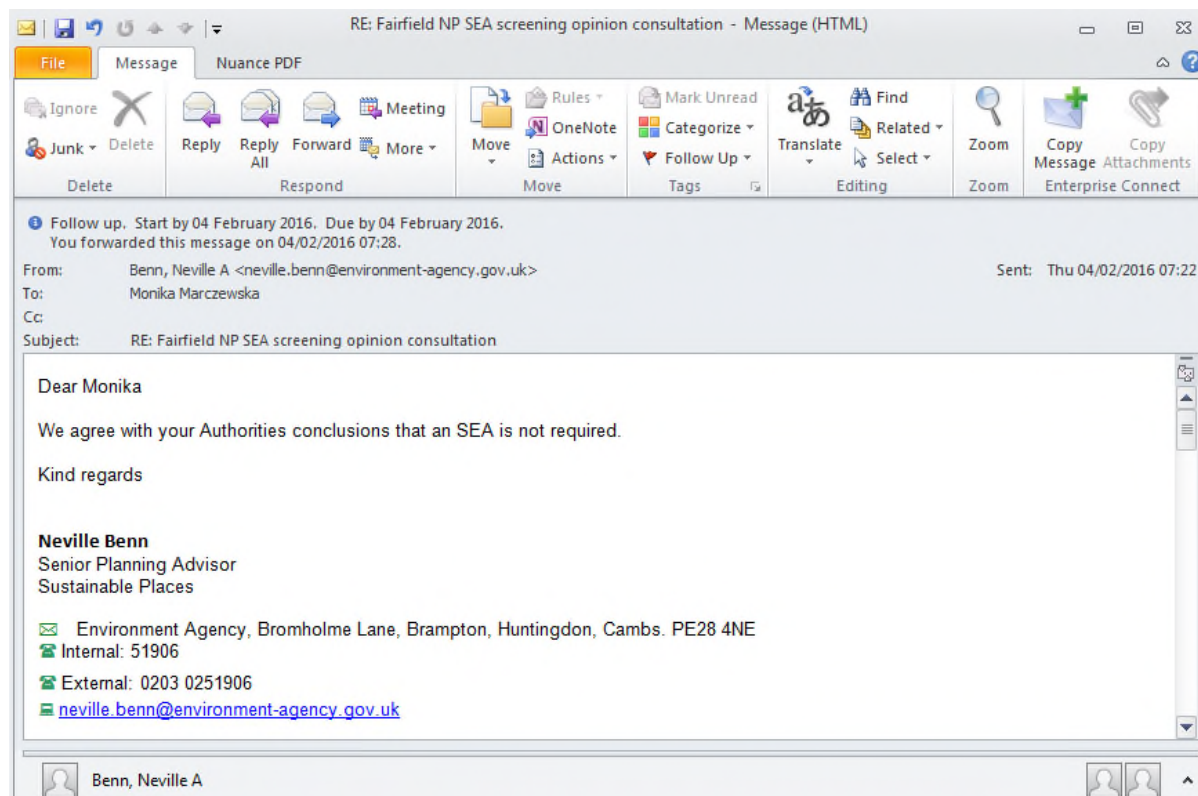 RE: Fairfield NP SEA screening opinion consultation - Message (HTML)
File Message Nuance PDF
Ignore
Junk
Delete
Reply
Reply All
Forward
Meeting
More
Move
Rules
OneNote
Actions
Mark Unread
Categorize
Follow Up
Translate
Find
Related
Select
Zoom
Copy Message
Copy Attachments
Delete Respond Move Tags Editing Zoom Enterprise Connect
Follow up. Start by 04 February 2016. Due by 04 February 2016.
You forwarded this message on 04/02/2016 07:28.
From: Benn, Neville A <neville.benn@environment-agency.gov.uk> Sent: Thu 04/02/2016 07:22
To: Monika Marczewska
Cc:
Subject: RE: Fairfield NP SEA screening opinion consultation
Dear Monika
We agree with your Authorities conclusions that an SEA is not required.
Kind regards
Neville Benn
Senior Planning Advisor
Sustainable Places
Environment Agency, Bromholme Lane, Brampton, Huntingdon, Cambs. PE28 4NE
Internal: 51906
External: 0203 0251906
neville.benn@environment-agency.gov.uk
Benn, Neville A